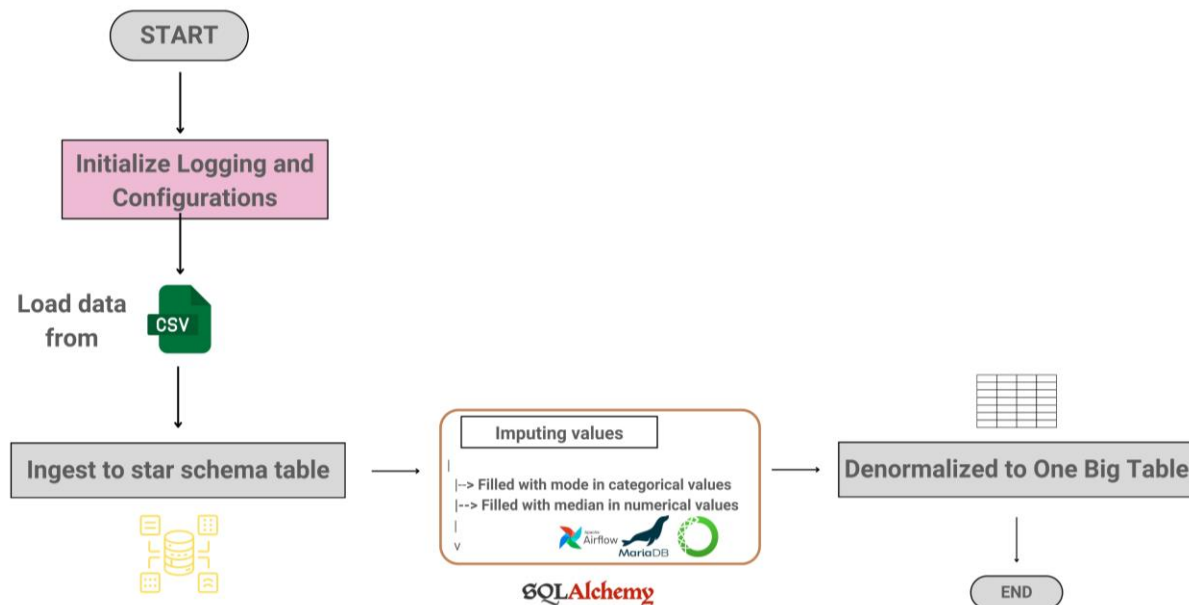 START
Initialize Logging and
Configurations
Load data
from
CSV
Ingest to star schema table
Imputing values
|
|--> Filled with mode in categorical values
|--> Filled with median in numerical values
|
v
Apache
Airflow
MariaDB
SQLAlchemy
Denormalized to One Big Table
END